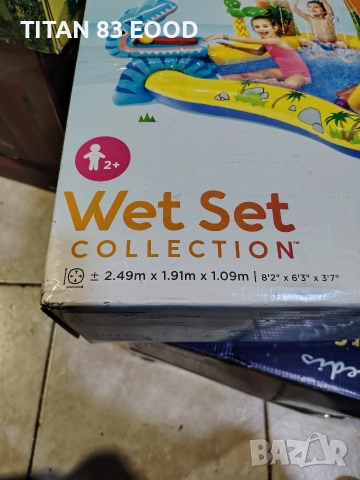 TITAN 83 EOOD
2+
Wet Set
COLLECTION™
± 2.49m x 1.91m x 1.09m | 8'2" x 6'3" x 3'7"
BAZAR